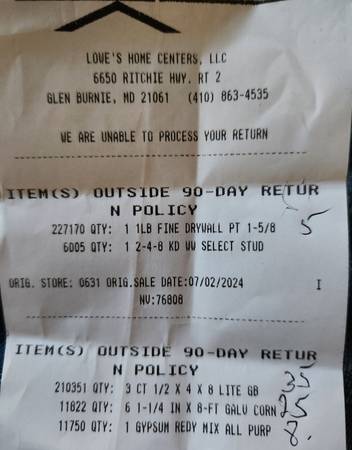 LOWE'S HOME CENTERS, LLC
6650 RITCHIE HWY. RT 2
GLEN BURNIE, MD 21061 (410) 863-4535
WE ARE UNABLE TO PROCESS YOUR RETURN
ITEM(S) OUTSIDE 90-DAY RETUR
N POLICY
227170 QTY: 1 1LB FINE DRYWALL PT 1-5/8 5
6005 QTY: 1 2-4-8 KD WW SELECT STUD
ORIG. STORE: 0631 ORIG.SALE DATE:07/02/2024 I
NV:76808
ITEM(S) OUTSIDE 90-DAY RETUR
N POLICY
210351 QTY: 3 CT 1/2 X 4 X 8 LITE GB 35
11822 QTY: 6 1-1/4 IN X 8-FT GALV CORN 25
11750 QTY: 1 GYPSUM REDY MIX ALL PURP 8.